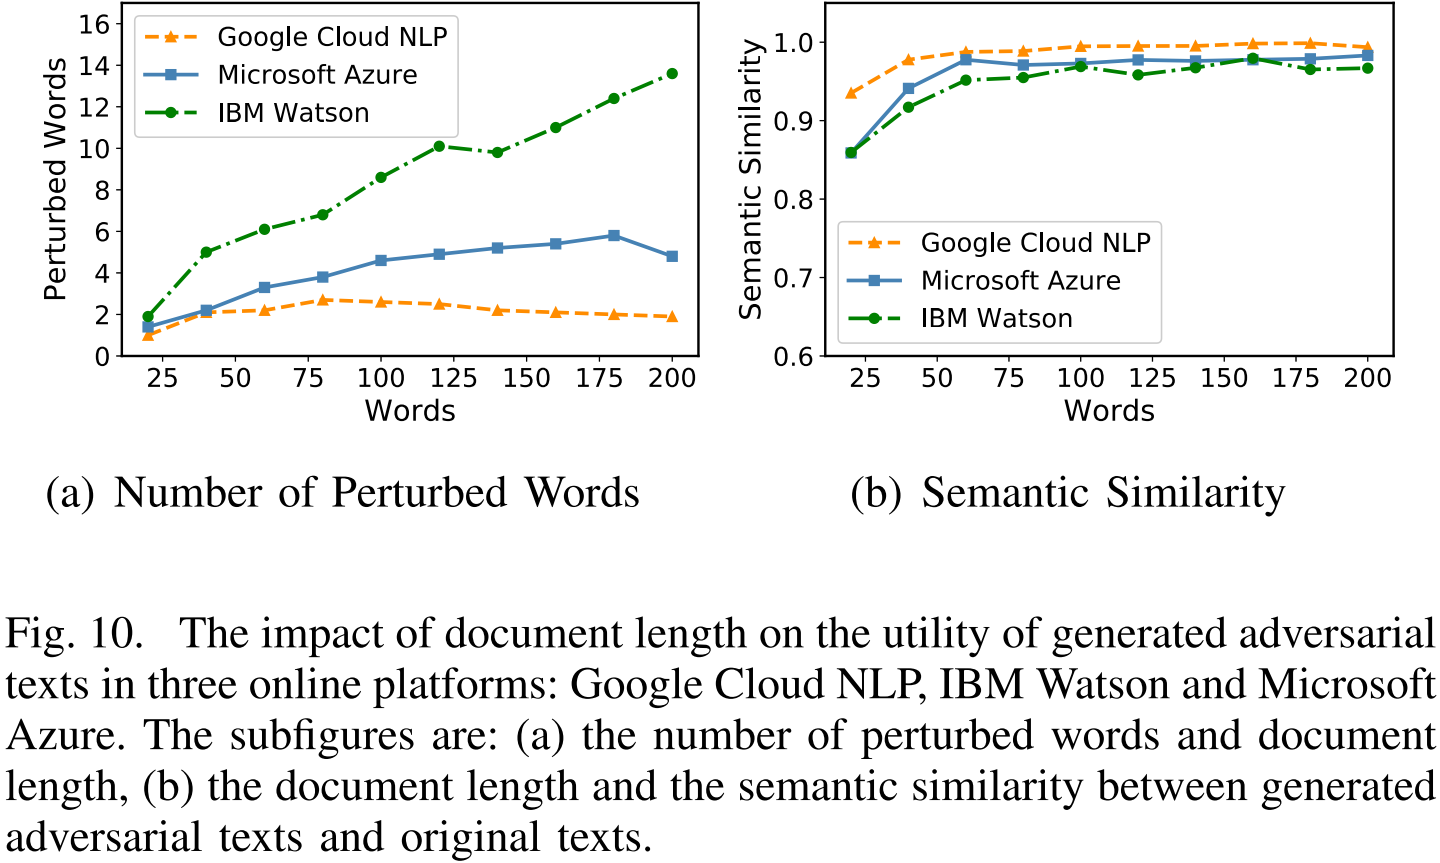 Perturbed Words
16
14
12
10
8
6
4
2
0
Google Cloud NLP
Microsoft Azure
IBM Watson
25 50 75 100 125 150 175 200
Words
(a) Number of Perturbed Words
Semantic Similarity
1.0
0.9
0.8
0.7
0.6
Google Cloud NLP
Microsoft Azure
IBM Watson
25 50 75 100 125 150 175 200
Words
(b) Semantic Similarity
Fig. 10. The impact of document length on the utility of generated adversarial
texts in three online platforms: Google Cloud NLP, IBM Watson and Microsoft
Azure. The subfigures are: (a) the number of perturbed words and document
length, (b) the document length and the semantic similarity between generated
adversarial texts and original texts.